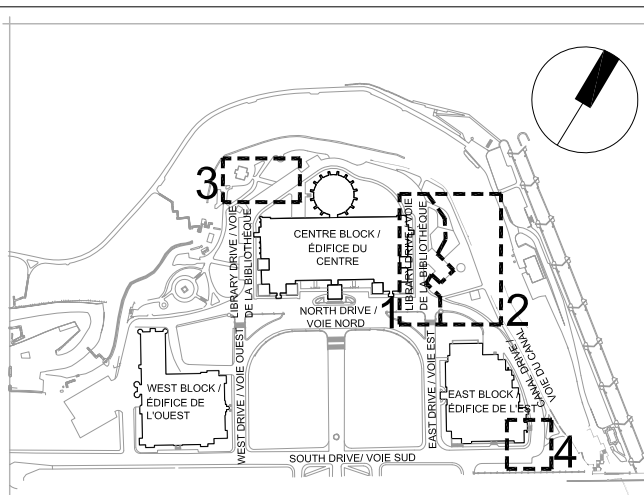 3
LIBRARY DRIVE / VOIE
DE LA BIBLIOTHÈQUE
CENTRE BLOCK /
ÉDIFICE DU
CENTRE
LIBRARY DRIVE / VOIE
DE LA BIBLIOTHÈQUE
1
2
NORTH DRIVE /
VOIE NORD
WEST BLOCK /
ÉDIFICE DE
L'OUEST
WEST DRIVE / VOIE OUEST
EAST DRIVE / VOIE EST
EAST BLOCK /
ÉDIFICE DE L'EST
CANAL DRIVE /
VOIE DU CANAL
4
SOUTH DRIVE/ VOIE SUD